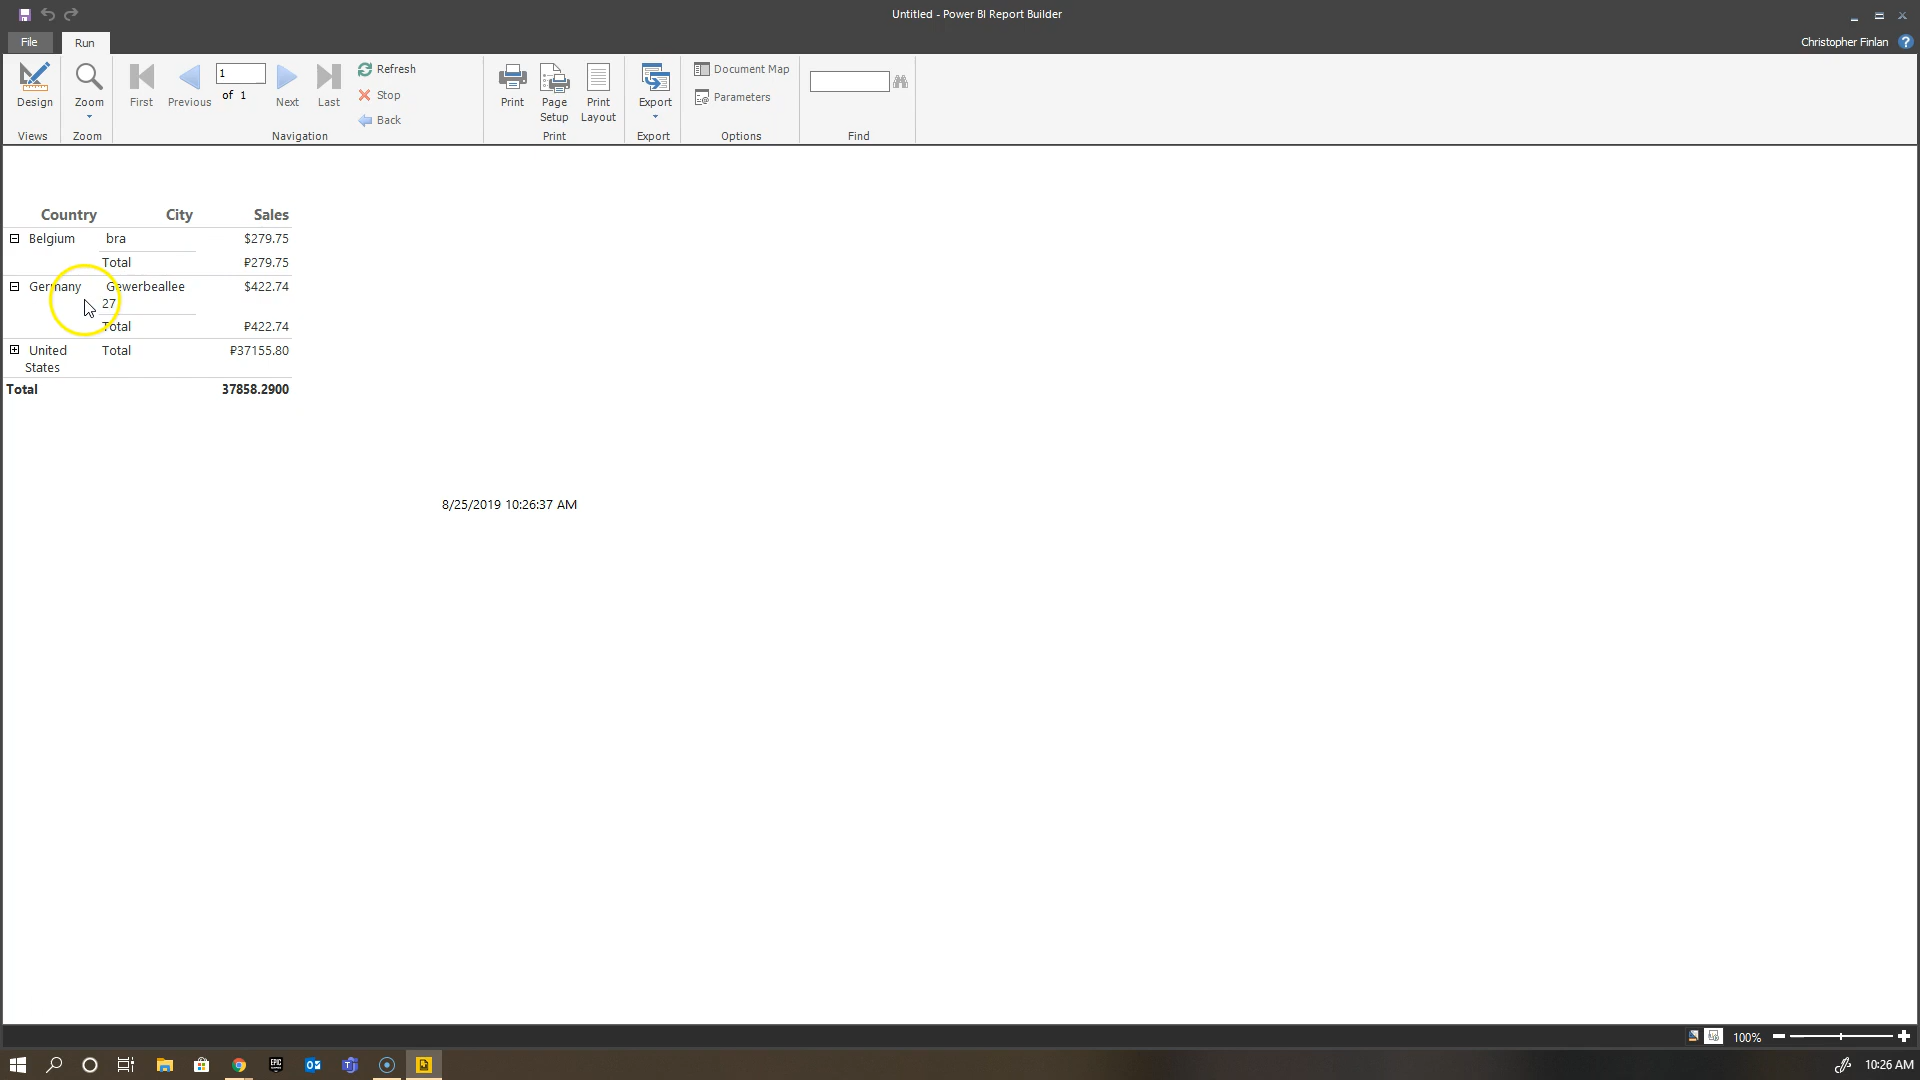 Untitled - Power BI Report Builder
File
Run
Christopher Finlan
Design
Zoom
First
Previous
1
of 1
Next
Last
Refresh
Stop
Back
Print
Page
Setup
Print
Layout
Export
Document Map
Parameters
Views
Zoom
Navigation
Print
Export
Options
Find
Country City Sales
Belgium bra $279.75
Total ₽279.75
Germany Gewerbeallee $422.74
27
Total ₽422.74
United Total ₽37155.80
States
Total 37858.2900
8/25/2019 10:26:37 AM
100%
EPIC
10:26 AM